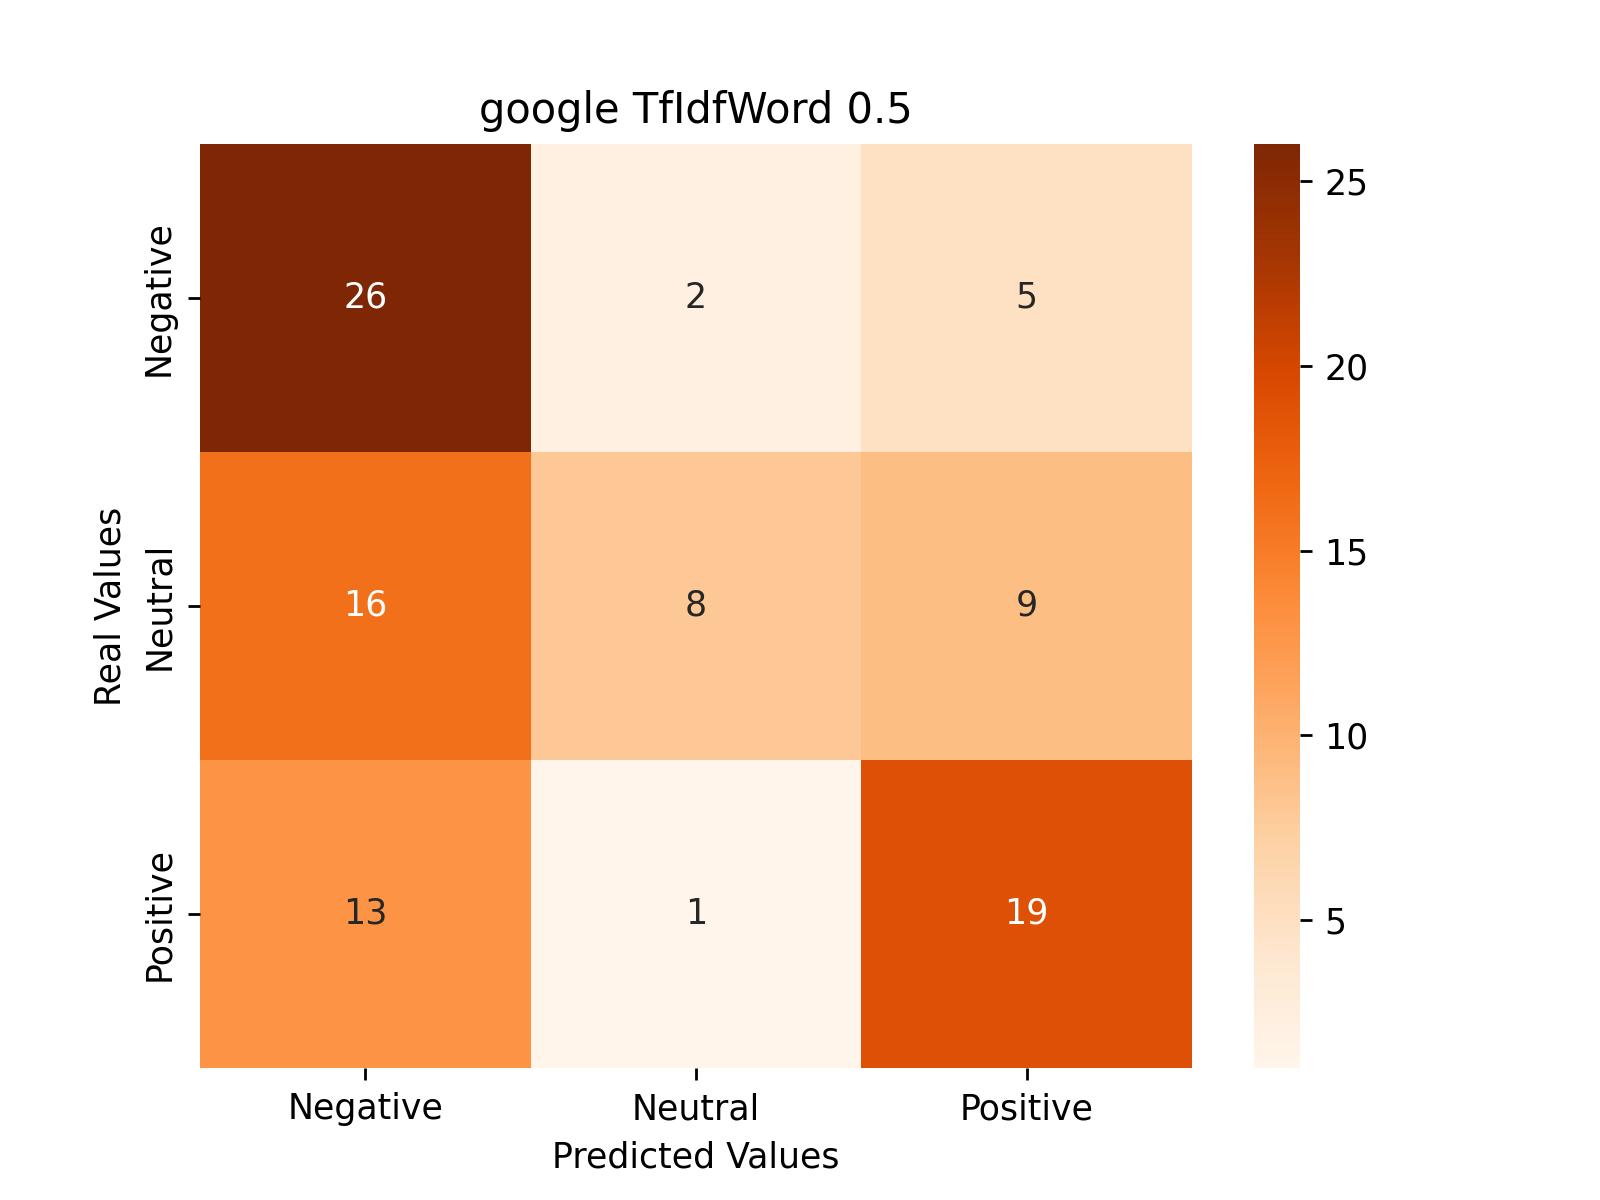 google TfIdfWord 0.5
Real Values
Negative
26 2 5
Neutral
16 8 9
Positive
13 1 19
Negative Neutral Positive
Predicted Values
25
20
15
10
5